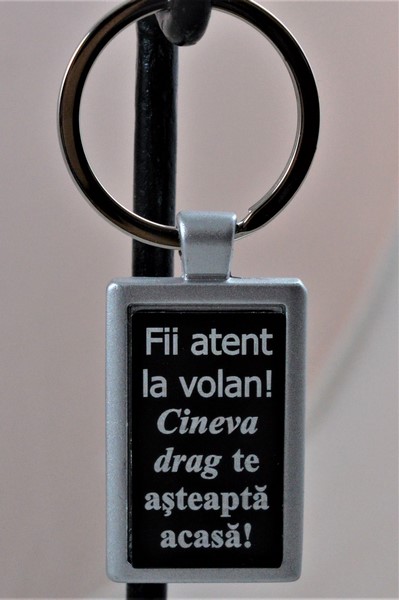 Fii atent
la volan!
Cineva
drag te
aşteaptă
acasă!